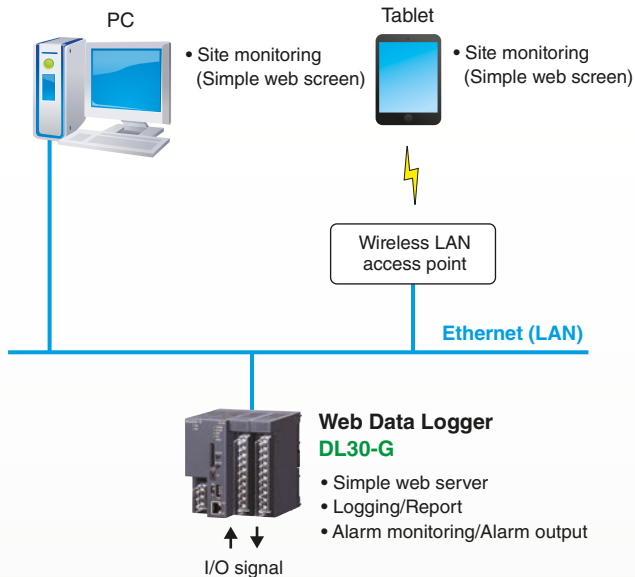 PC
• Site monitoring
(Simple web screen)
Tablet
• Site monitoring
(Simple web screen)
Wireless LAN
access point
Ethernet (LAN)
Web Data Logger
DL30-G
• Simple web server
• Logging/Report
• Alarm monitoring/Alarm output
I/O signal